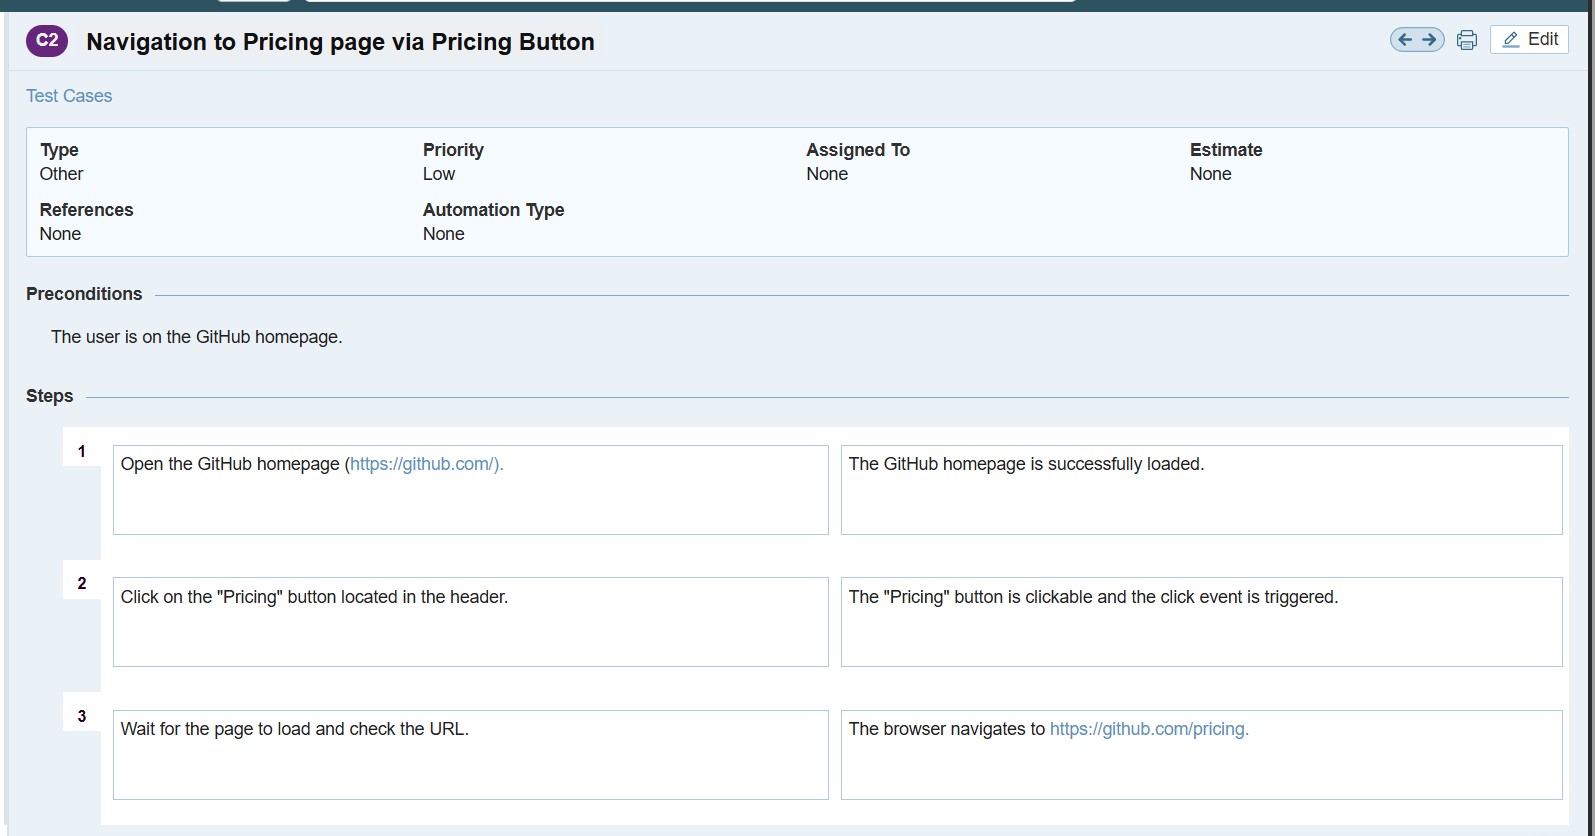 C2 Navigation to Pricing page via Pricing Button
Edit
Test Cases
Type Priority Assigned To Estimate
Other Low None None
References Automation Type
None None
Preconditions
The user is on the GitHub homepage.
Steps
1 Open the GitHub homepage (https://github.com/). The GitHub homepage is successfully loaded.
2 Click on the "Pricing" button located in the header. The "Pricing" button is clickable and the click event is triggered.
3 Wait for the page to load and check the URL. The browser navigates to https://github.com/pricing.